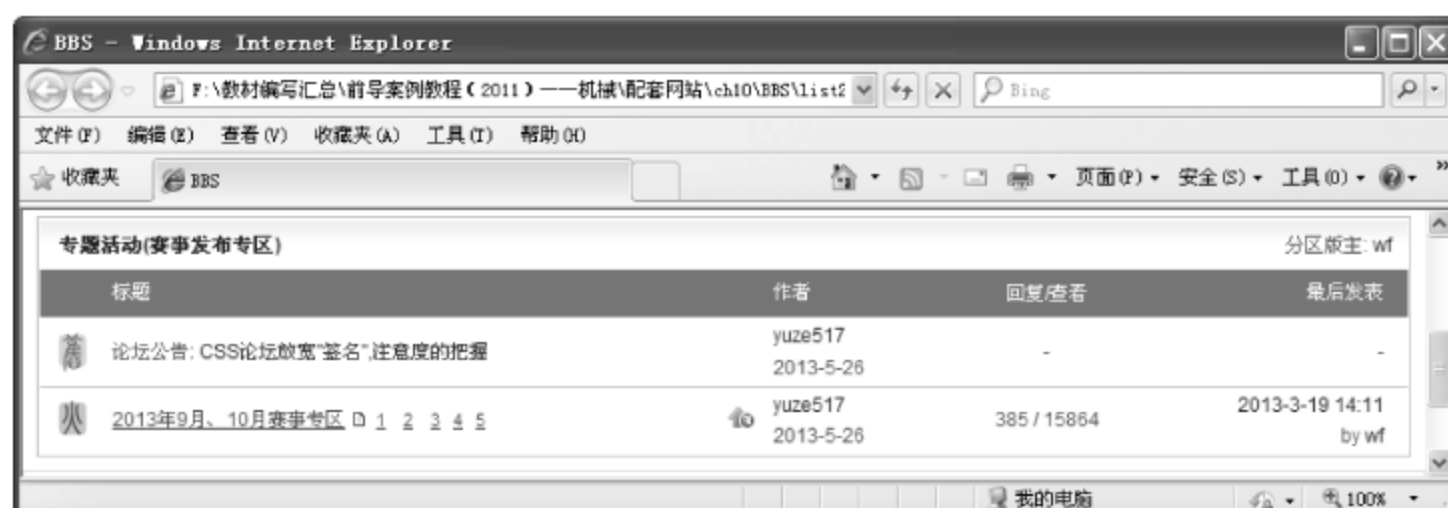 BBS - Windows Internet Explorer
F:\教材编写汇总\前导案例教程（2011）——机械\配套网站\ch10\BBS\list2 Bing
文件(F) 编辑(E) 查看(V) 收藏夹(A) 工具(T) 帮助(H)
收藏夹 BBS 页面(P) 安全(S) 工具(O) »
专题活动(赛事发布专区) 分区版主: wf
标题 作者 回复/查看 最后发表
论坛公告: CSS论坛放宽"签名",注意度的把握 yuze517 - -
2013-5-26
火 2013年9月、10月赛事专区 1 2 3 4 5 yuze517 385 / 15864 2013-3-19 14:11
2013-5-26 by wf
我的电脑 100%